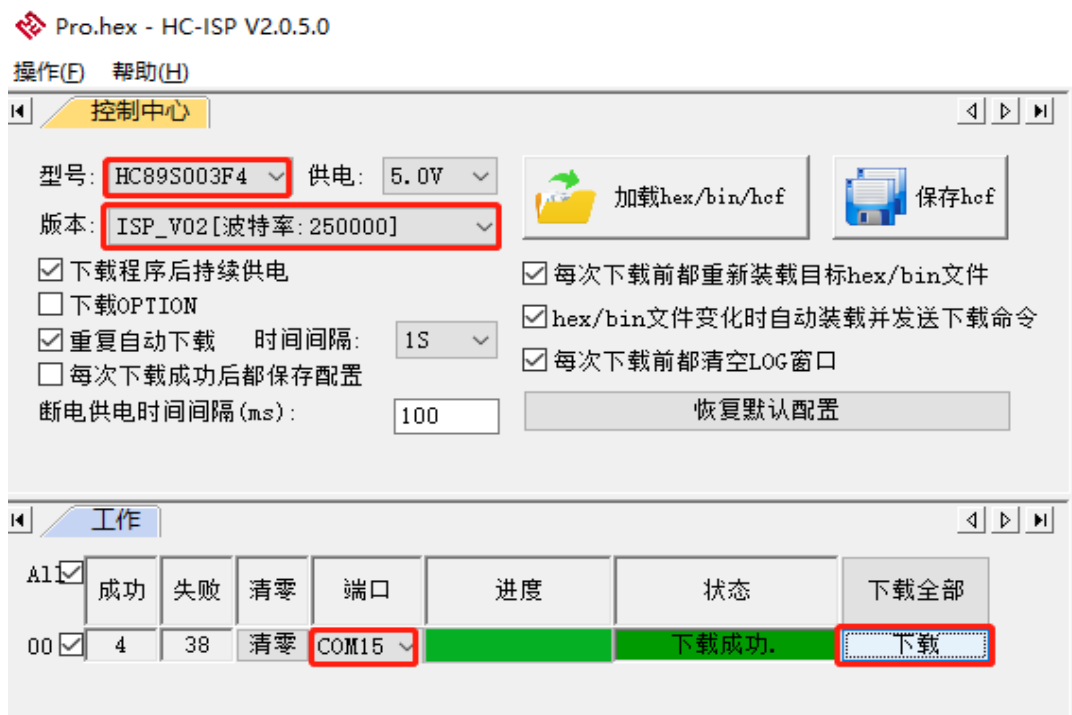 Pro.hex - HC-ISP V2.0.5.0
操作(F) 帮助(H)
控制中心
型号: HC89S003F4 供电: 5.0V 加载hex/bin/hcf 保存hcf
版本: ISP_V02[波特率:250000]
下载程序后持续供电 每次下载前都重新装载目标hex/bin文件
下载OPTION hex/bin文件变化时自动装载并发送下载命令
重复自动下载 时间间隔: 1S 每次下载前都清空LOG窗口
每次下载成功后都保存配置
断电供电时间间隔(ms): 100 恢复默认配置
工作
All 成功 失败 清零 端口 进度 状态 下载全部
00 4 38 清零 COM15 下载成功. 下载